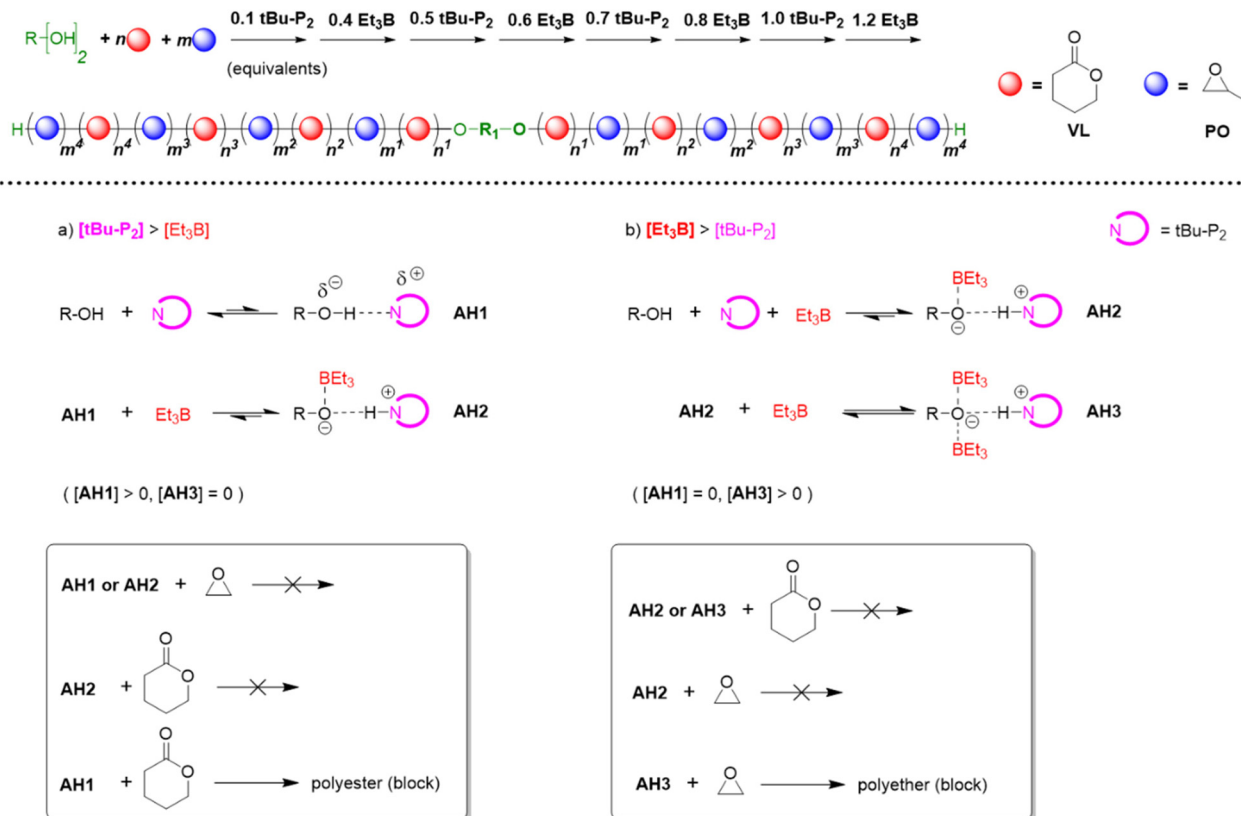 0.1 tBu-P2 0.4 Et3B 0.5 tBu-P2 0.6 Et3B 0.7 tBu-P2 0.8 Et3B 1.0 tBu-P2 1.2 Et3B
R-[OH]2 + n + m
(equivalents)
= O O VL
= O PO
H ( )m4 ( )n4 ( )m3 ( )n3 ( )m2 ( )n2 ( )m1 ( )n1 O-R1-O ( )n1 ( )m1 ( )n2 ( )m2 ( )n3 ( )m3 ( )n4 ( )m4 H
a) [tBu-P2] > [Et3B]
b) [Et3B] > [tBu-P2]
N = tBu-P2
R-OH + N δ⊖ δ⊕ R-O-H----N AH1
R-OH + N + Et3B BEt3 R-O⊖----H-N⊕ AH2
AH1 + Et3B BEt3 R-O⊖----H-N⊕ AH2
AH2 + Et3B BEt3 R-O⊖----H-N⊕ BEt3 AH3
( [AH1] > 0, [AH3] = 0 )
( [AH1] = 0, [AH3] > 0 )
AH1 or AH2 + O
AH2 + O O
AH1 + O O polyester (block)
AH2 or AH3 + O O
AH2 + O
AH3 + O polyether (block)